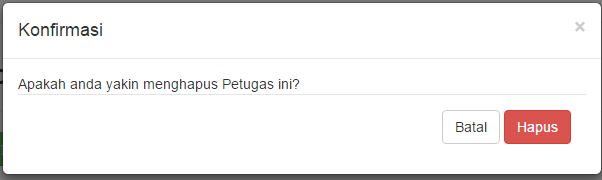 Konfirmasi
×
Apakah anda yakin menghapus Petugas ini?
Batal
Hapus